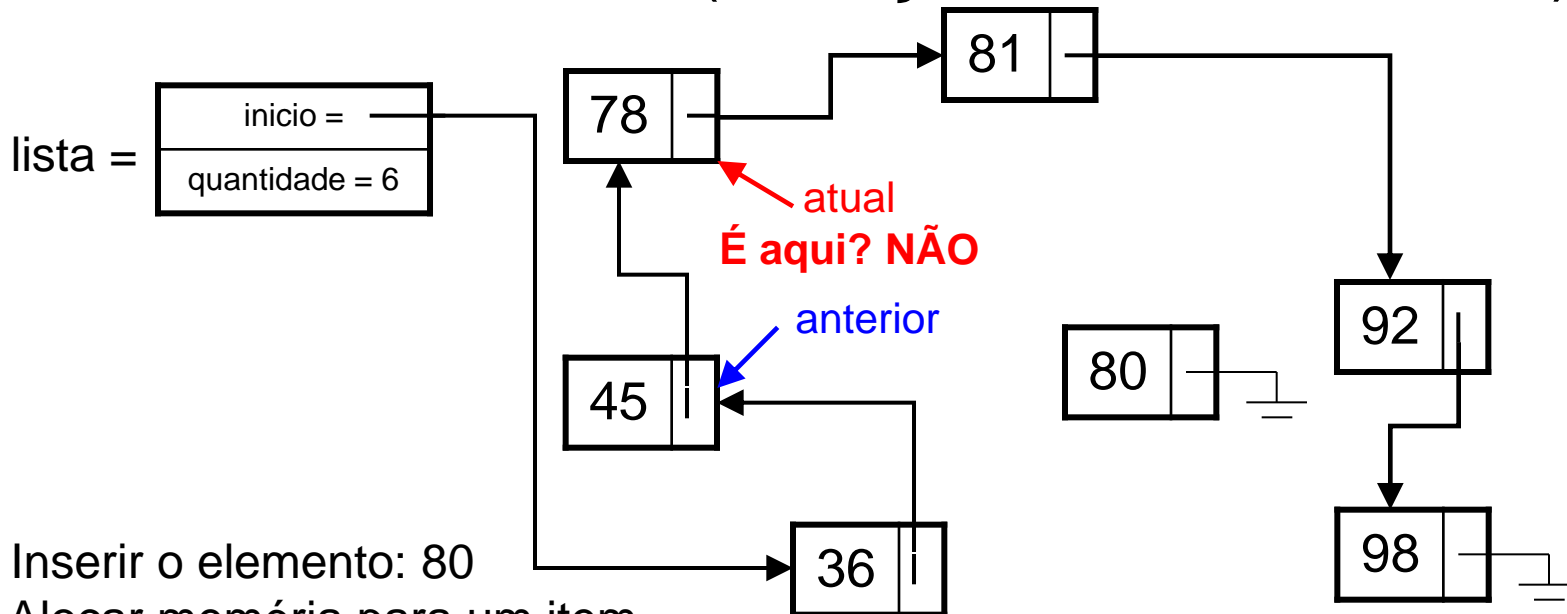 81
inicio =
78
lista =
quantidade = 6
atual
É aqui? NÃO
anterior
92
80
45
Inserir o elemento: 80
36
98